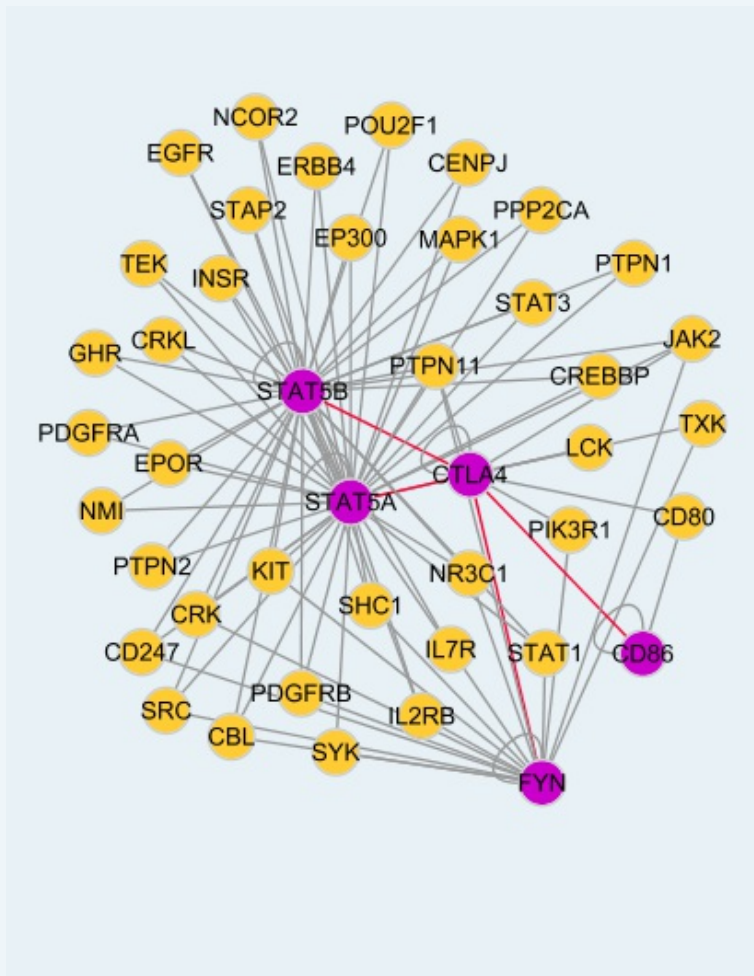 NCOR2
POU2F1
EGFR
ERBB4
CENPJ
STAP2
EP300
MAPK1
PPP2CA
TEK
INSR
PTPN1
STAT3
GHR
CRKL
JAK2
PTPN11
CREBBP
STAT5B
PDGFRA
TXK
EPOR
LCK
CTLA4
NMI
STAT5A
CD80
PIK3R1
PTPN2
KIT
NR3C1
SHC1
CRK
CD247
IL7R
STAT1
CD86
PDGFRB
SRC
IL2RB
CBL
SYK
FYN